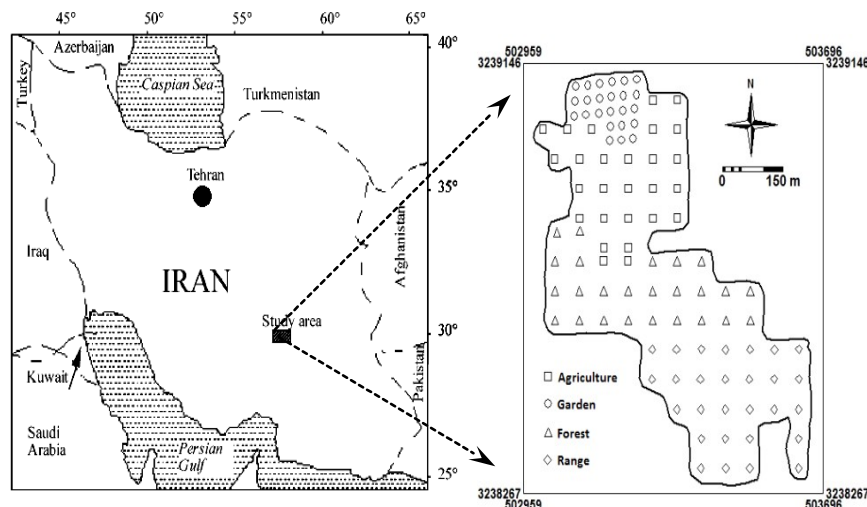 45° 50° 55° 60° 65°
40°
35°
30°
25°
Azerbaijan
Turkey
Caspian Sea
Turkmenistan
Tehran
Afghanistan
Iraq
IRAN
Study area
Kuwait
Pakistan
Saudi
Arabia
Persian
Gulf
502959 503696
3239146 3239146
N
0 150 m
Agriculture
Garden
Forest
Range
3238267 3238267
502959 503696